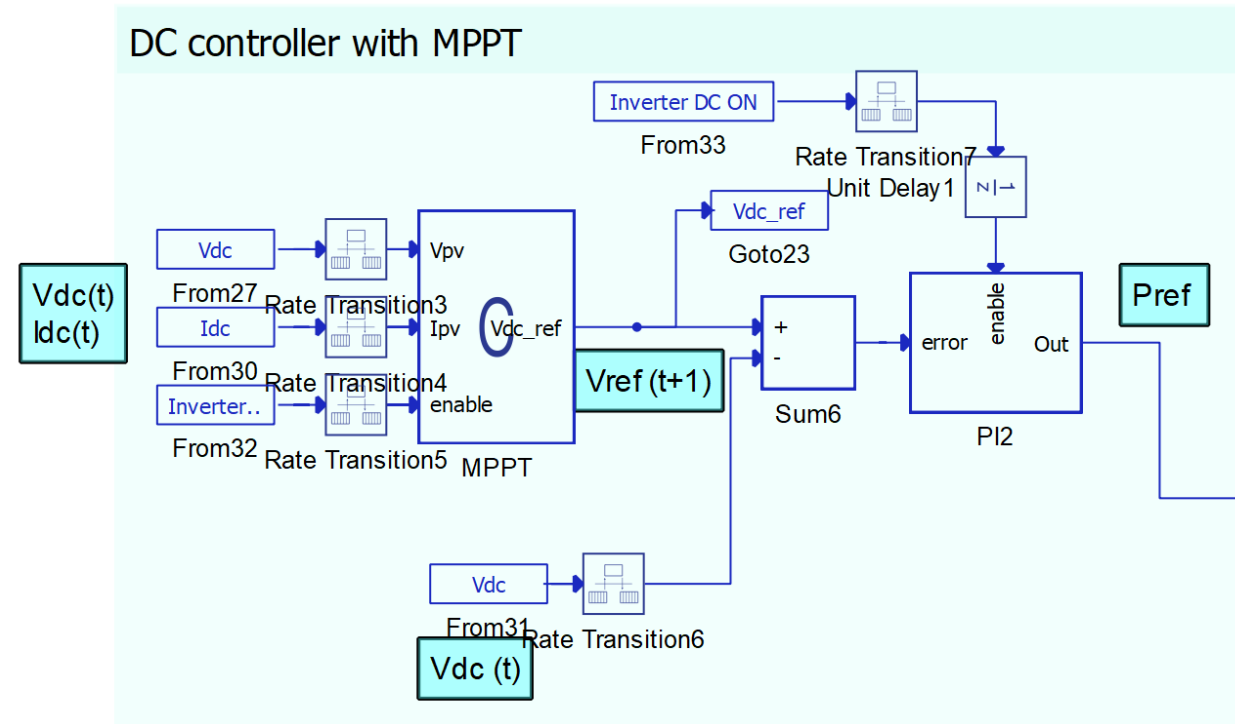 DC controller with MPPT
Inverter DC ON
From33
Rate Transition7
Unit Delay1
1
z
Vdc_ref
Goto23
Vdc(t)
Idc(t)
Vdc
From27
Rate Transition3
Idc
From30
Rate Transition4
Inverter..
From32
Rate Transition5
Vpv
Ipv
enable
C
Vdc_ref
MPPT
Vref (t+1)
+
-
Sum6
error
enable
Out
PI2
Pref
Vdc
From31
Rate Transition6
Vdc (t)